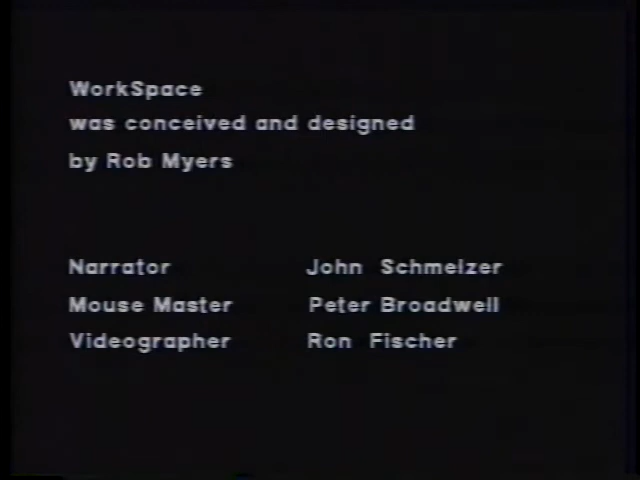 WorkSpace
was conceived and designed
by Rob Myers
Narrator John Schmelzer
Mouse Master Peter Broadwell
Videographer Ron Fischer